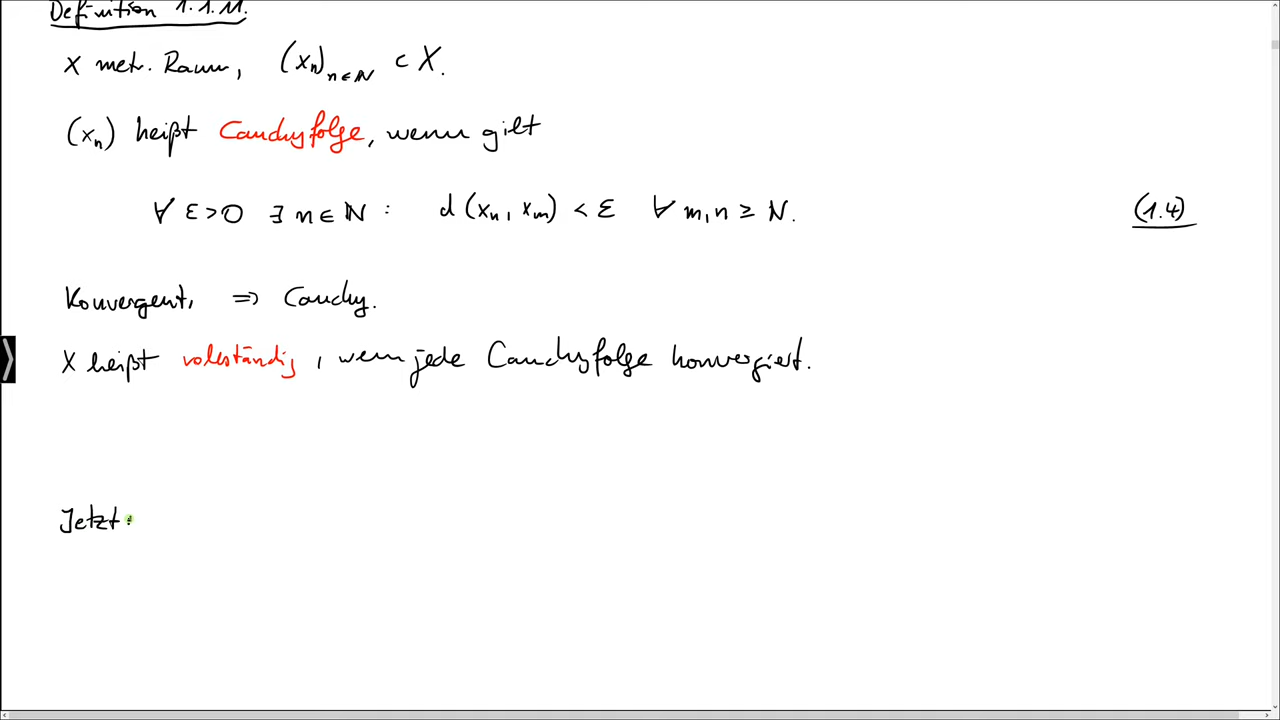 Definition 1.1.11.
X metr. Raum, (xₙ)ₙ∈ℕ ⊂ X.
(xₙ) heißt Cauchyfolge, wenn gilt
∀ ε>0 ∃ n∈ℕ : d(xₙ, xₘ) < ε ∀ m,n ≥ N. (1.4)
Konvergent, ⇒ Cauchy.
X heißt vollständig, wenn jede Cauchyfolge konvergiert.
Jetzt: